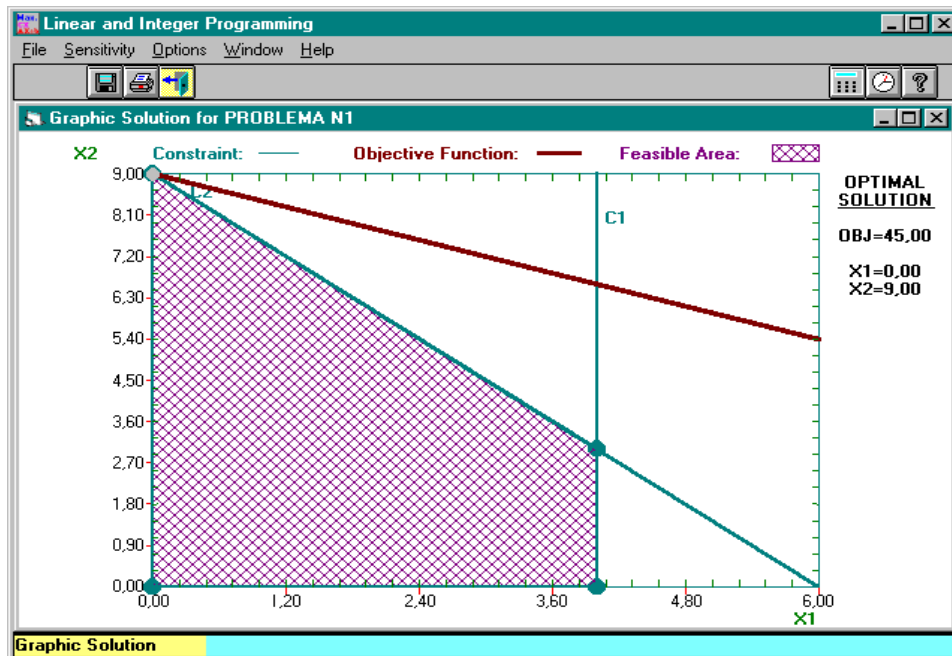 Linear and Integer Programming
File Sensitivity Options Window Help
Graphic Solution for PROBLEMA N1
X2 Constraint: Objective Function: Feasible Area:
9,00
8,10
7,20
6,30
5,40
4,50
3,60
2,70
1,80
0,90
0,00
C2
C1
OPTIMAL
SOLUTION
OBJ=45,00
X1=0,00
X2=9,00
0,00 1,20 2,40 3,60 4,80 6,00
X1
Graphic Solution